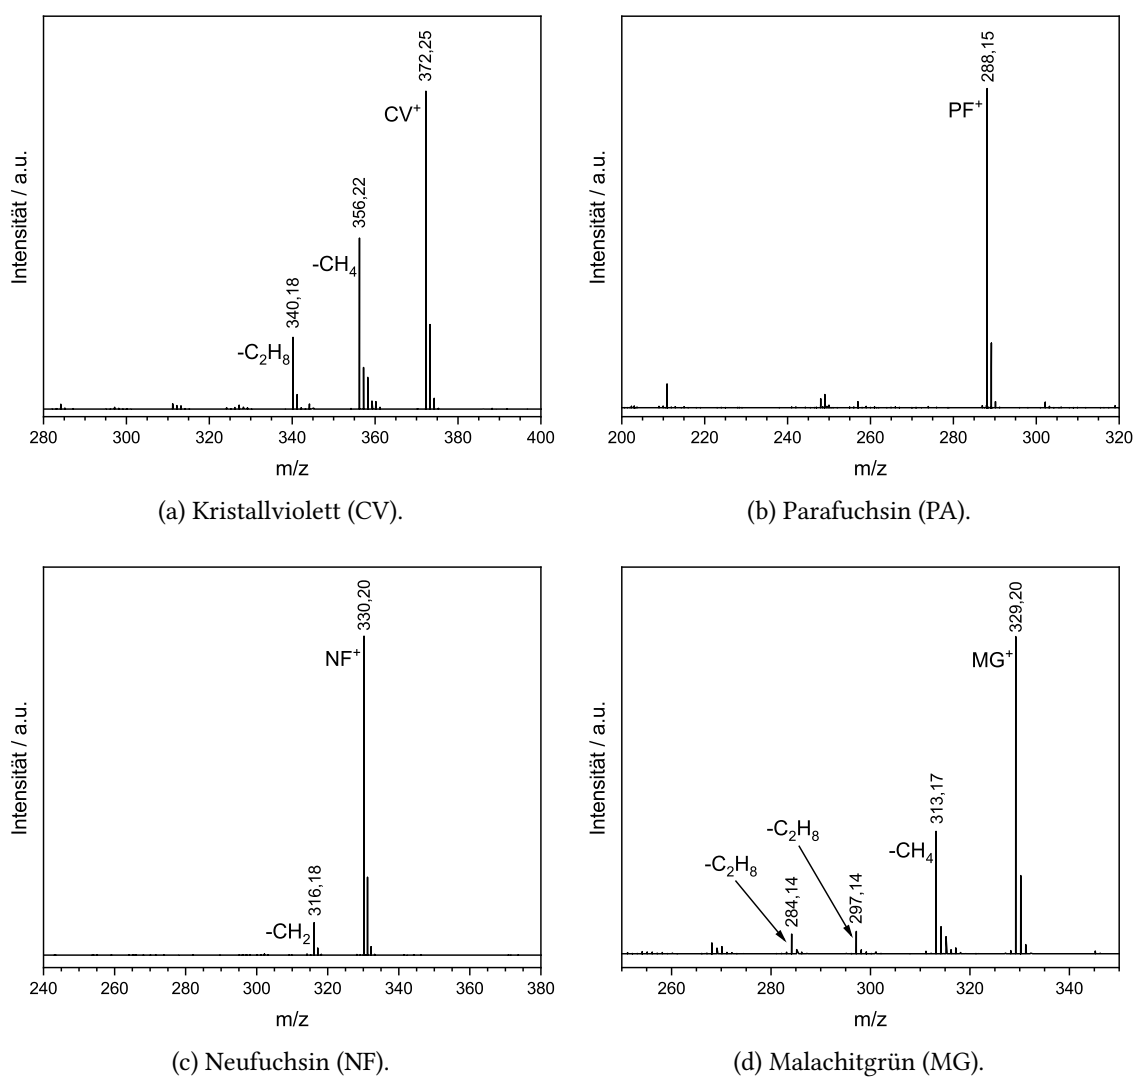 372,25
CV+
356,22
-CH4
340,18
-C2H8
Intensität / a.u.
280 300 320 340 360 380 400
m/z
(a) Kristallviolett (CV).
288,15
PF+
Intensität / a.u.
200 220 240 260 280 300 320
m/z
(b) Parafuchsin (PA).
330,20
NF+
316,18
-CH2
Intensität / a.u.
240 260 280 300 320 340 360 380
m/z
(c) Neufuchsin (NF).
329,20
MG+
313,17
-CH4
-C2H8
297,14
-C2H8
284,14
Intensität / a.u.
260 280 300 320 340
m/z
(d) Malachitgrün (MG).